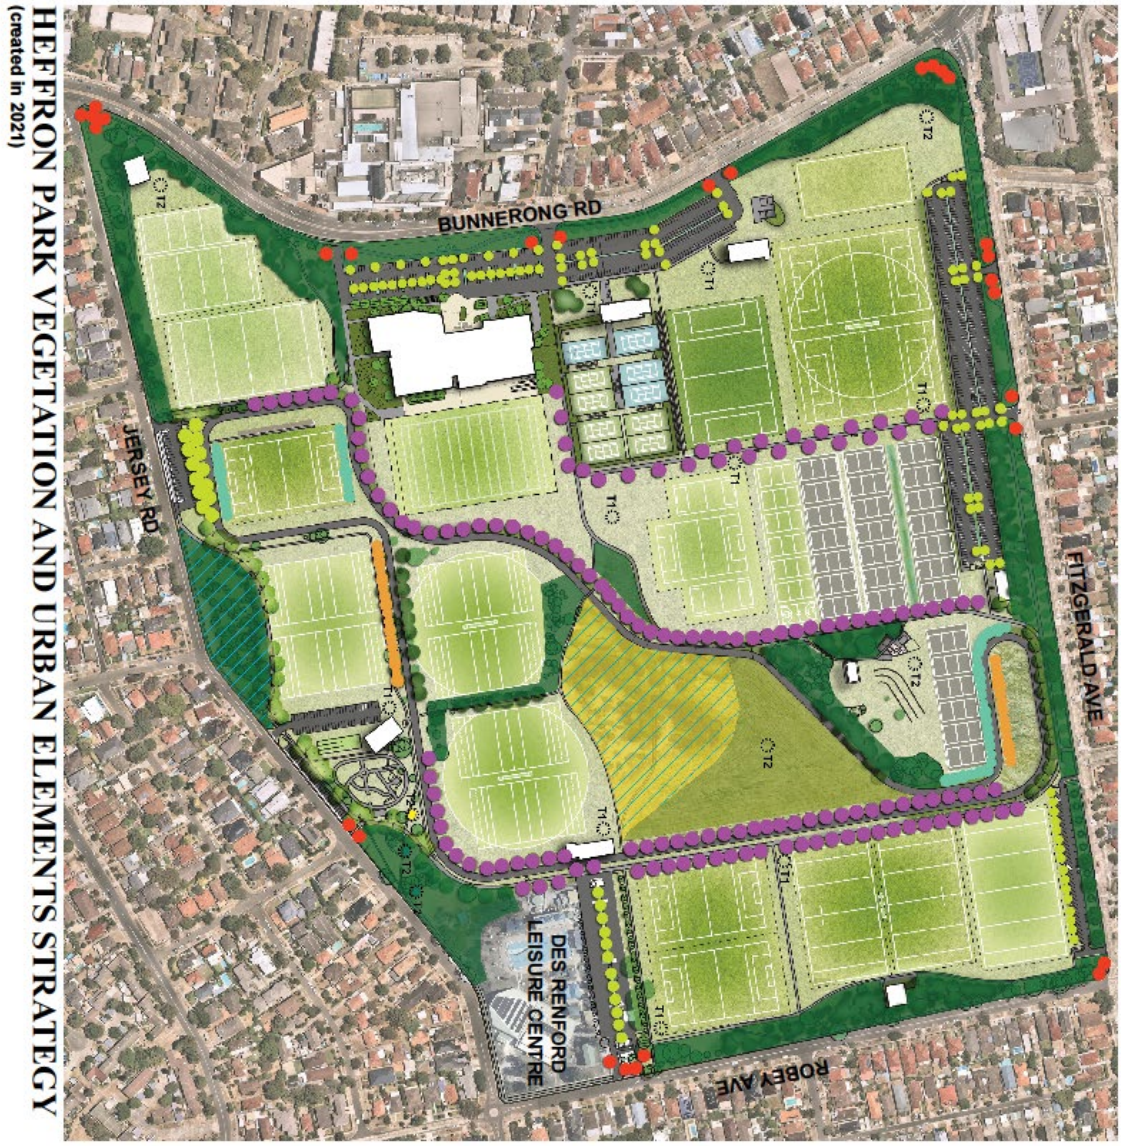 HEFFRON PARK VEGETATION AND URBAN ELEMENTS STRATEGY
(created in 2021)
BUNNERONG RD
FITZGERALD AVE
JERSEY RD
ROBEY AVE
DES RENFORD
LEISURE CENTRE
T2
T2
T1
T1
T1
T1
T2
T2
T1
T1
T1
T2
T1